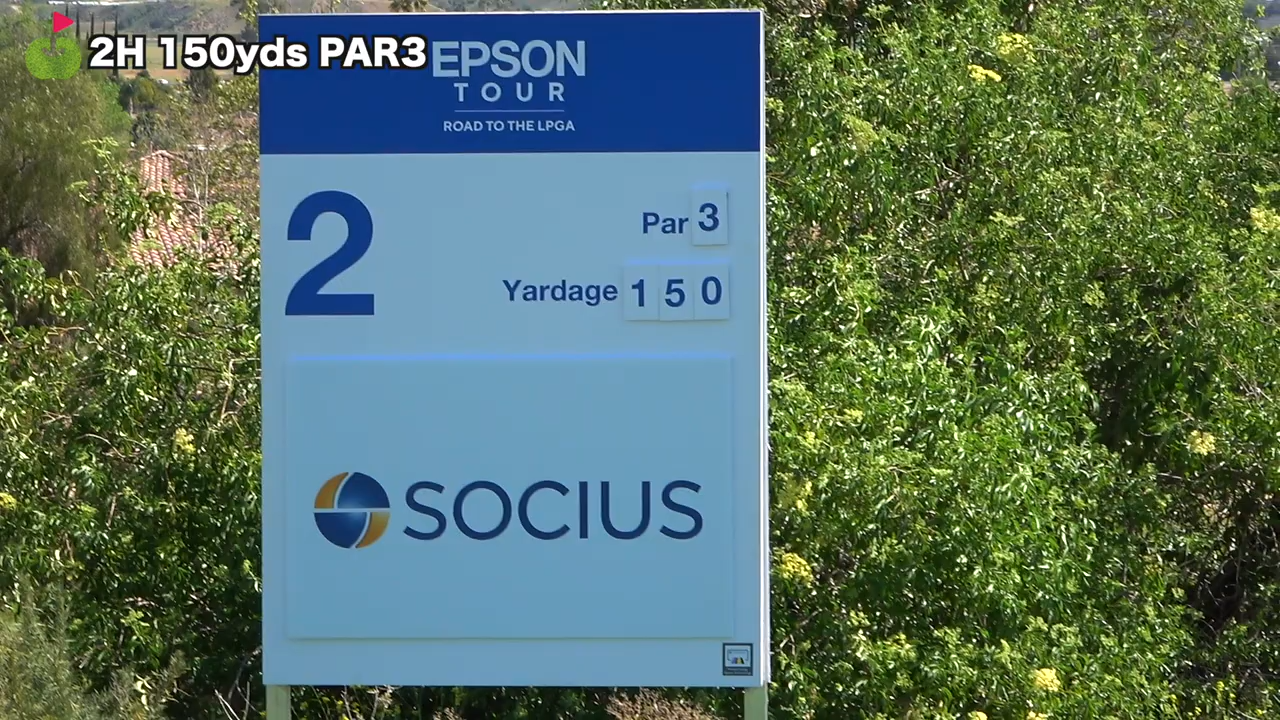 2H 150yds PAR3
EPSON
TOUR
ROAD TO THE LPGA
2
Par 3
Yardage 150
SOCIUS